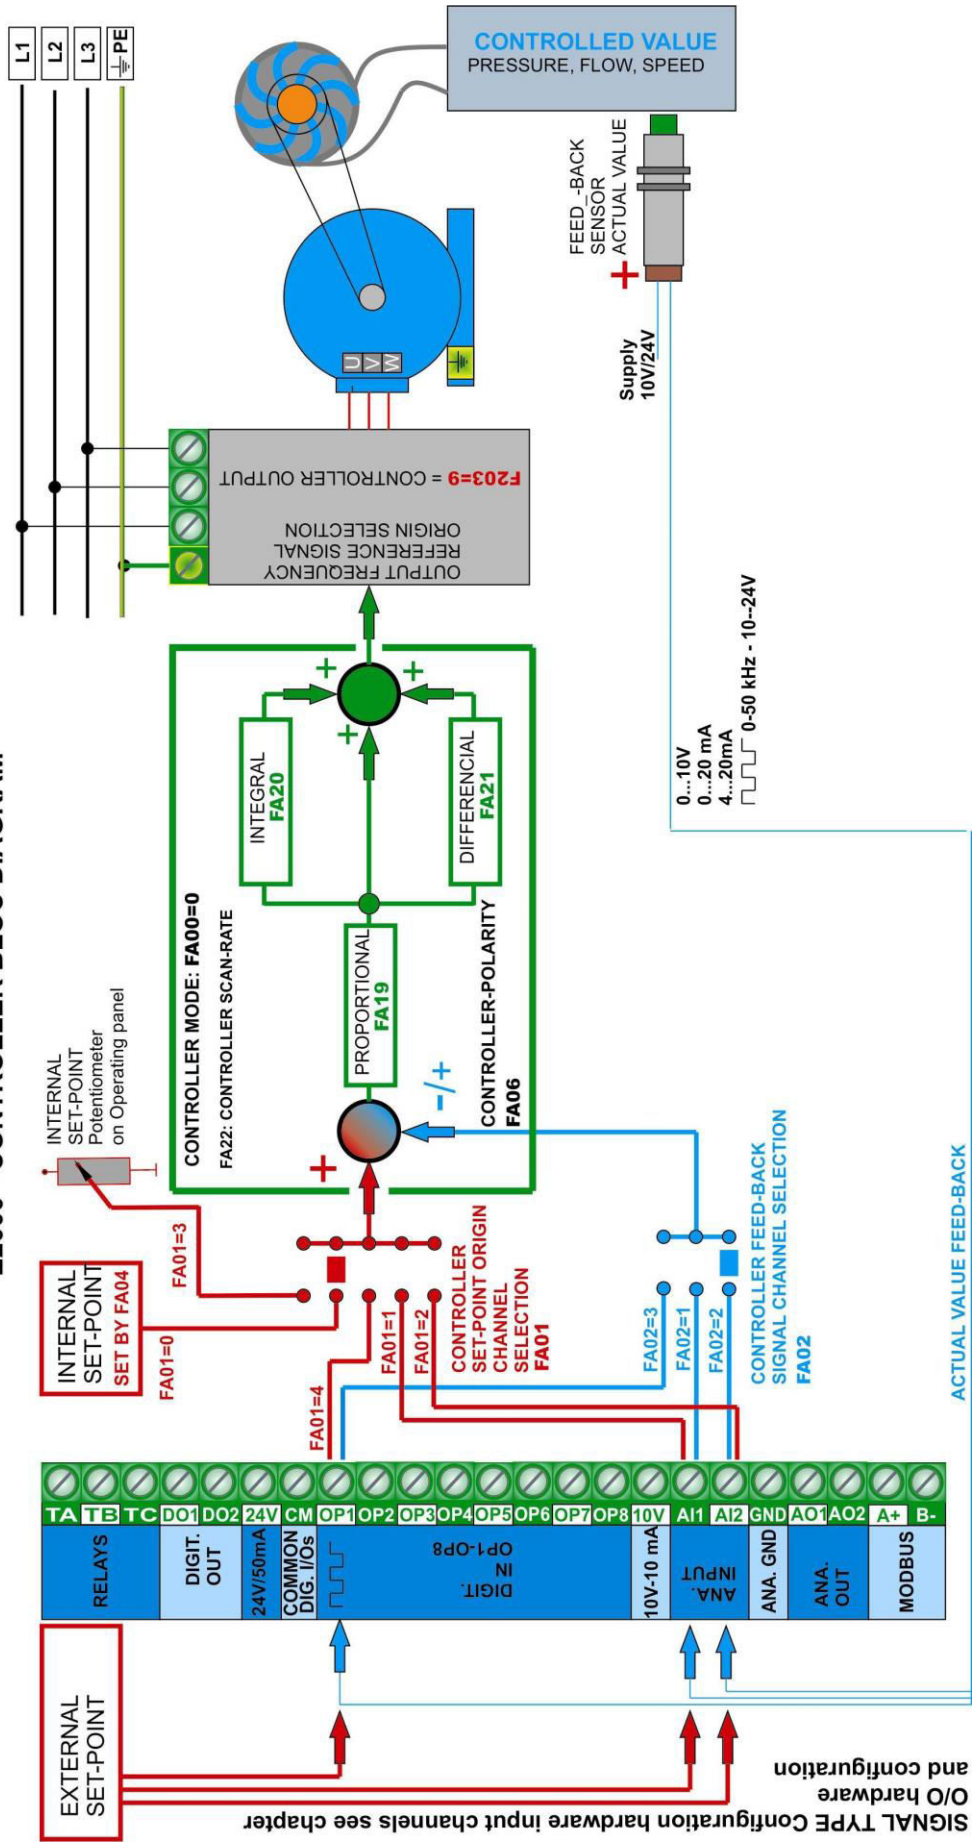 L1
L2
L3
PE
CONTROLLED VALUE
PRESSURE, FLOW, SPEED
FEED_-BACK
SENSOR
ACTUAL VALUE
+
Supply
10V/24V
U
V
W
OUTPUT FREQUENCY
REFERENCE SIGNAL
ORIGIN SELECTION
F203=9 = CONTROLLER OUTPUT
0...10V
0...20 mA
4...20mA
0-50 kHz - 10--24V
CONTROLLER MODE: FA00=0
FA22: CONTROLLER SCAN-RATE
INTEGRAL
FA20
PROPORTIONAL
FA19
DIFFERENCIAL
FA21
+
+
+
+
-/+
CONTROLLER-POLARITY
FA06
INTERNAL
SET-POINT
Potentiometer
on Operating panel
INTERNAL
SET-POINT
SET BY FA04
FA01=3
FA01=0
FA01=4
FA01=1
FA01=2
CONTROLLER
SET-POINT ORIGIN
CHANNEL
SELECTION
FA01
FA02=3
FA02=1
FA02=2
CONTROLLER FEED-BACK
SIGNAL CHANNEL SELECTION
FA02
ACTUAL VALUE FEED-BACK
TA TB TC DO1 DO2 24V CM OP1 OP2 OP3 OP4 OP5 OP6 OP7 OP8 10V AI1 AI2 GND AO1 AO2 A+ B-
RELAYS
DIGIT.
OUT
24V/50mA
COMMON
DIG. I/Os
DIGIT.
IN
OP1-OP8
10V-10 mA
ANA.
INPUT
ANA. GND
ANA.
OUT
MODBUS
EXTERNAL
SET-POINT
SIGNAL TYPE Configuration hardware input channels see chapter
O/O hardware
and configuration